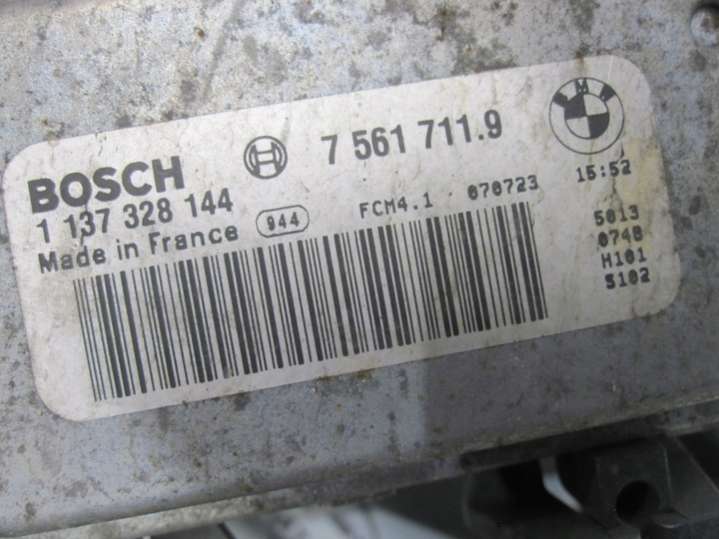 BMW
BOSCH 7 561 711.9
1 137 328 144
15:52
Made in France 944 FCM4.1 070723
5013
0748
H101
S102